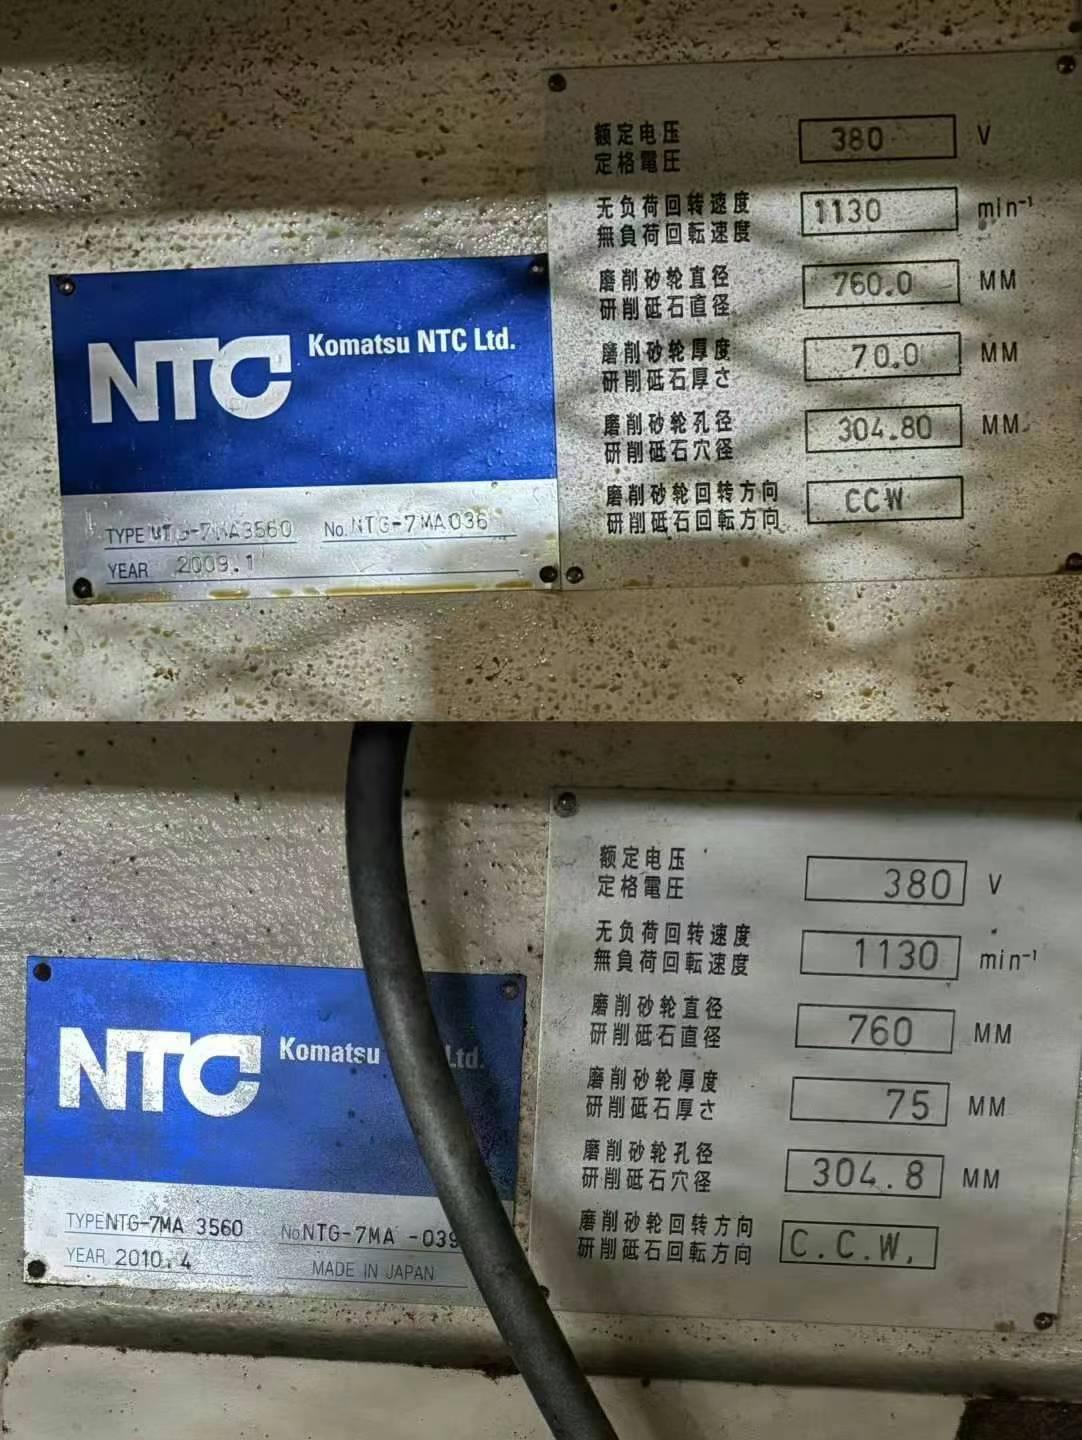 NTC Komatsu NTC Ltd.
TYPE NTG-7MA3560 No. NTG-7MA036
YEAR 2009.1
额定电压
定格電圧
380 V
无负荷回转速度
無負荷回転速度
1130 min⁻¹
磨削砂轮直径
研削砥石直径
760.0 MM
磨削砂轮厚度
研削砥石厚さ
70.0 MM
磨削砂轮孔径
研削砥石穴径
304.80 MM
磨削砂轮回转方向
研削砥石回転方向
CCW
NTC Komatsu Ltd.
TYPE NTG-7MA 3560 No NTG-7MA -039
YEAR 2010.4
MADE IN JAPAN
额定电压
定格電圧
380 V
无负荷回转速度
無負荷回転速度
1130 min⁻¹
磨削砂轮直径
研削砥石直径
760 MM
磨削砂轮厚度
研削砥石厚さ
75 MM
磨削砂轮孔径
研削砥石穴径
304.8 MM
磨削砂轮回转方向
研削砥石回転方向
C.C.W.